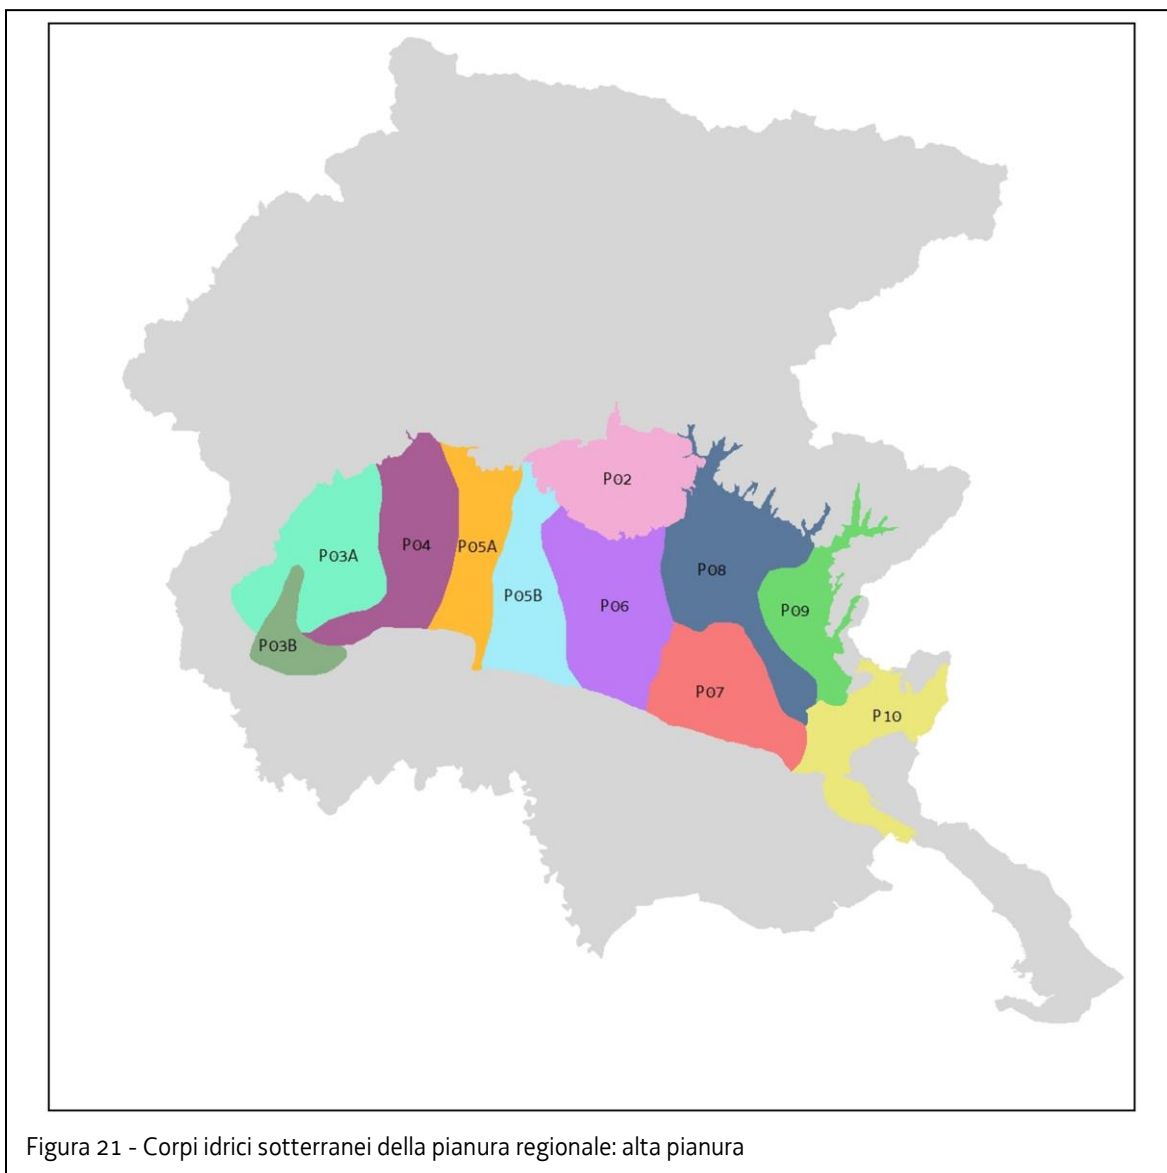 P02
P03A
P04
P05A
P08
P05B
P06
P09
P03B
P07
P10
Figura 21 - Corpi idrici sotterranei della pianura regionale: alta pianura